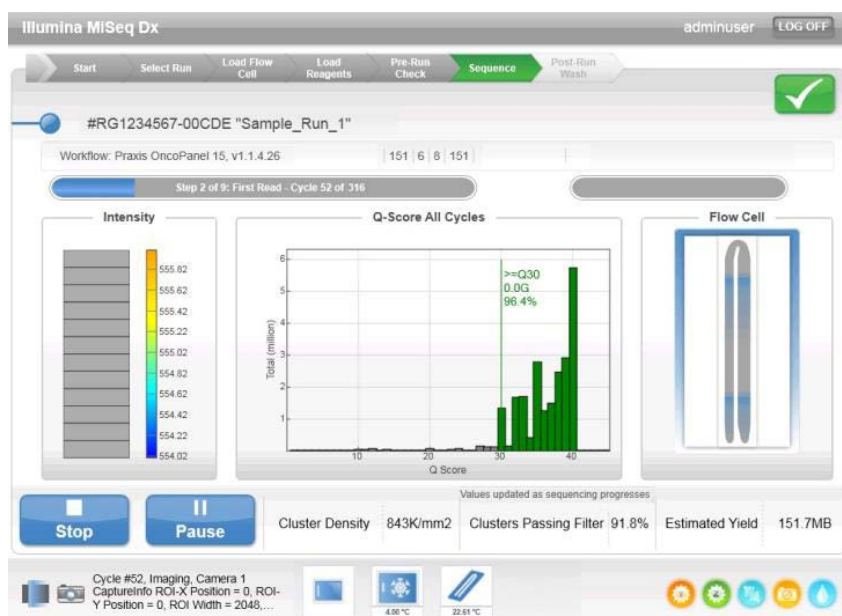 Illumina MiSeq Dx
adminuser
LOG OFF
Start
Select Run
Load Flow
Cell
Load
Reagents
Pre-Run
Check
Sequence
Post-Run
Wash
#RG1234567-00CDE "Sample_Run_1"
Workflow: Praxis OncoPanel 15, v1.1.4.26
151 | 6 | 8 | 151
Step 2 of 9: First Read - Cycle 52 of 316
Intensity
555.82
555.62
555.42
555.22
555.02
554.82
554.62
554.42
554.22
554.02
Q-Score All Cycles
>=Q30
0.0G
96.4%
6
5
4
3
2
1
Total (million)
10
20
30
40
Q Score
Flow Cell
Values updated as sequencing progresses
Stop
Pause
Cluster Density 843K/mm2
Clusters Passing Filter 91.8%
Estimated Yield 151.7MB
Cycle #52, Imaging, Camera 1
CaptureInfo ROI-X Position = 0, ROI-
Y Position = 0, ROI Width = 2048,...
4.00 °C
22.61 °C